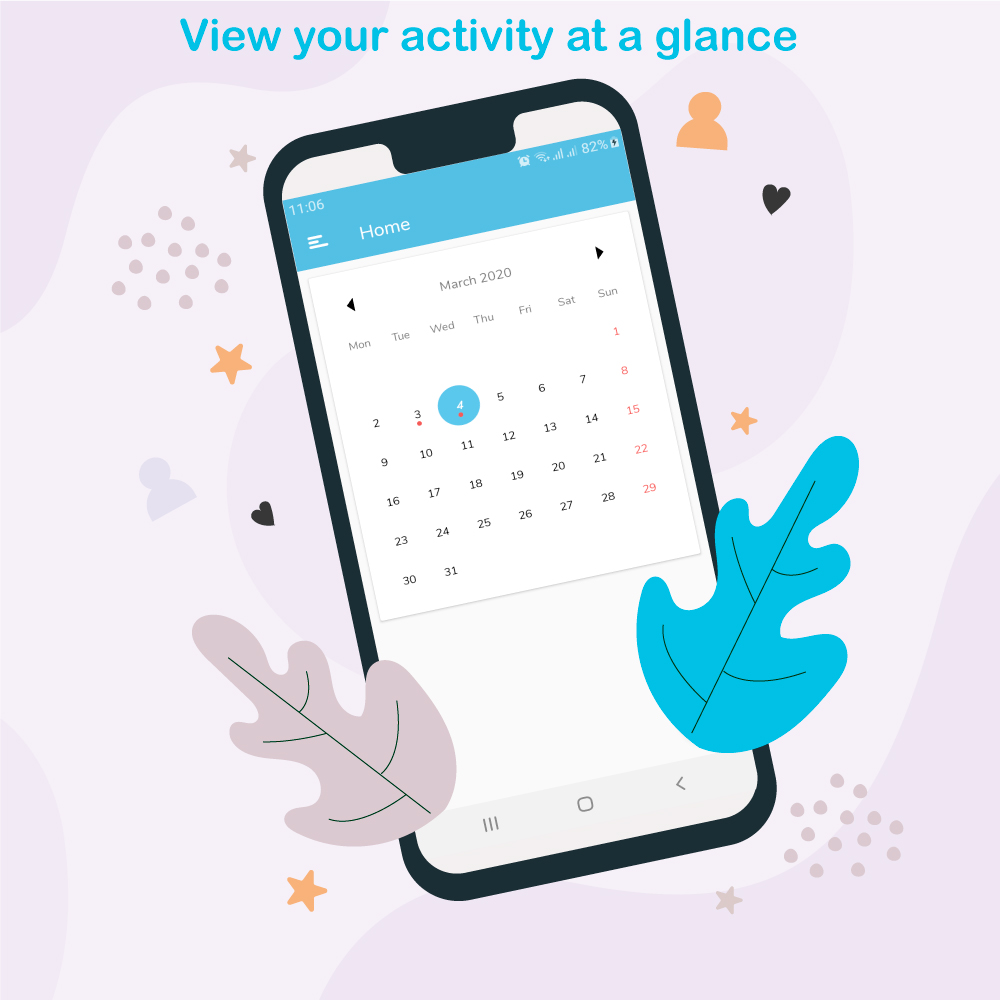 View your activity at a glance
11:06 82%
Home
March 2020
Mon Tue Wed Thu Fri Sat Sun
1
2 3 4 5 6 7 8
9 10 11 12 13 14 15
16 17 18 19 20 21 22
23 24 25 26 27 28 29
30 31